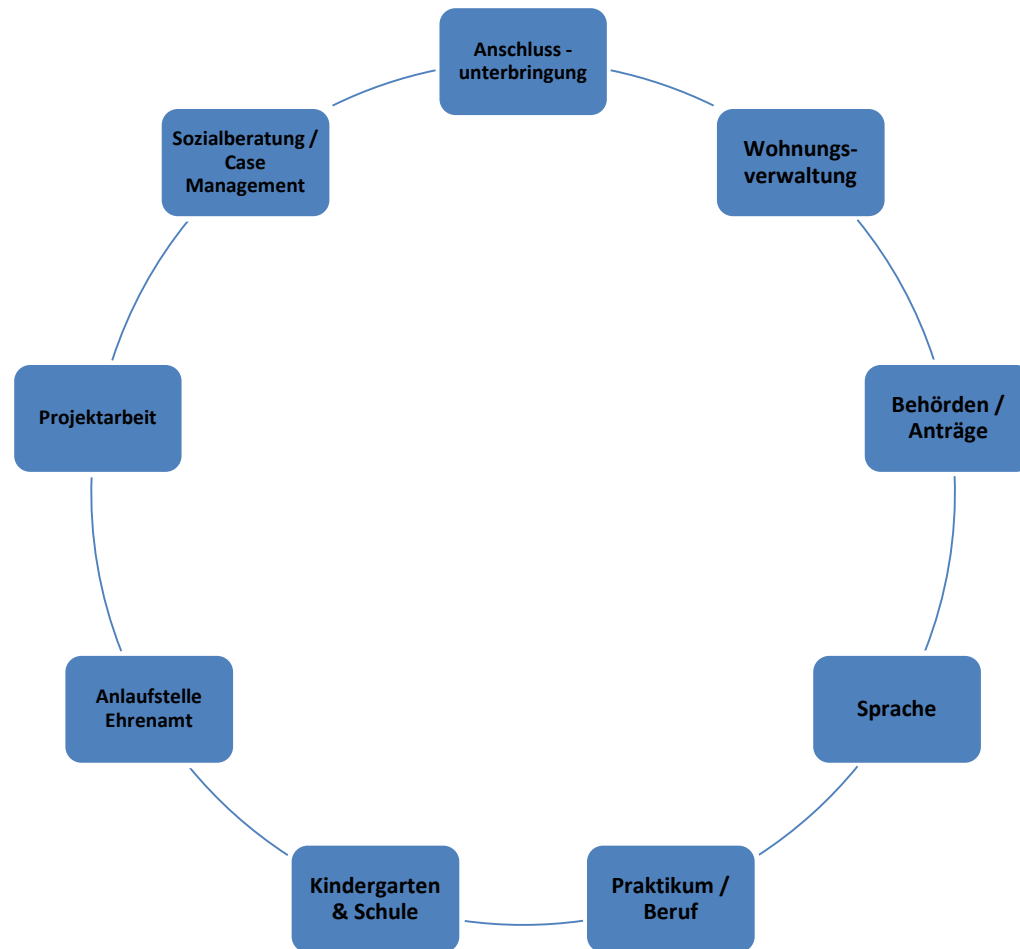 Anschluss -
unterbringung
Wohnungs-
verwaltung
Behörden /
Anträge
Sprache
Praktikum /
Beruf
Kindergarten
& Schule
Anlaufstelle
Ehrenamt
Projektarbeit
Sozialberatung /
Case
Management